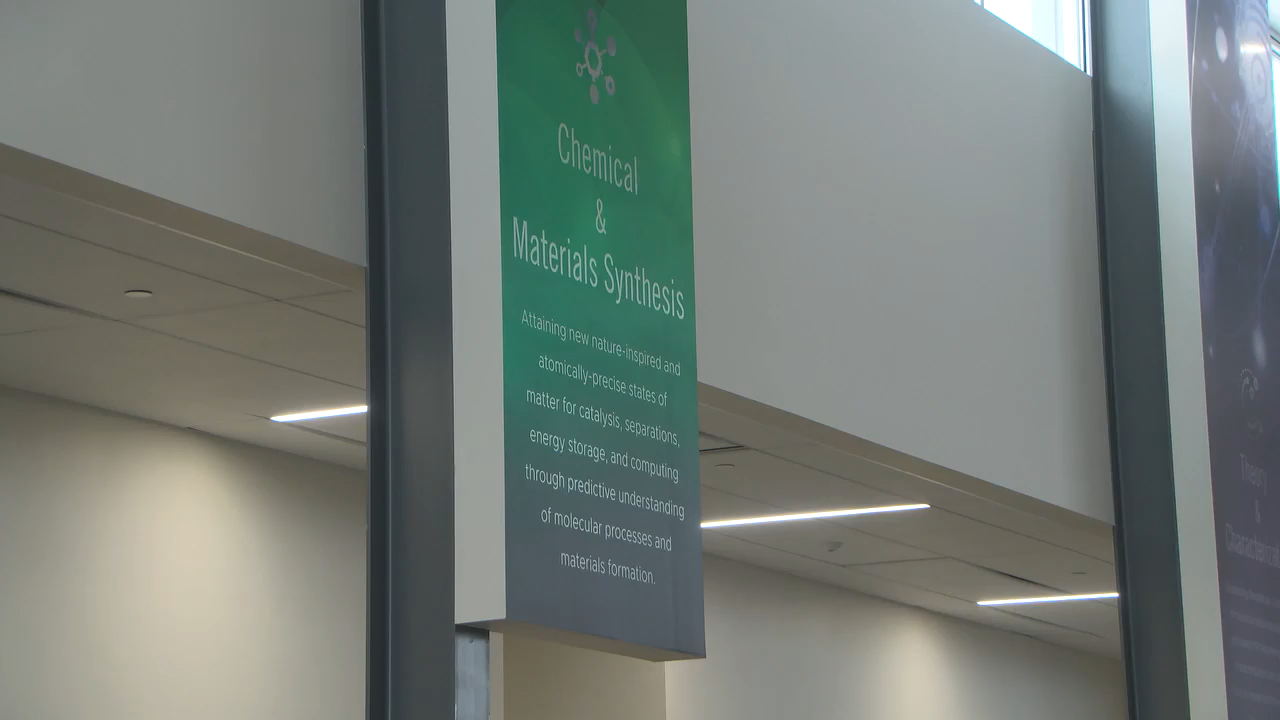 Chemical
&
Materials Synthesis
Attaining new nature-inspired and
atomically-precise states of
matter for catalysis, separations,
energy storage, and computing
through predictive understanding
of molecular processes and
materials formation.
Theory
&